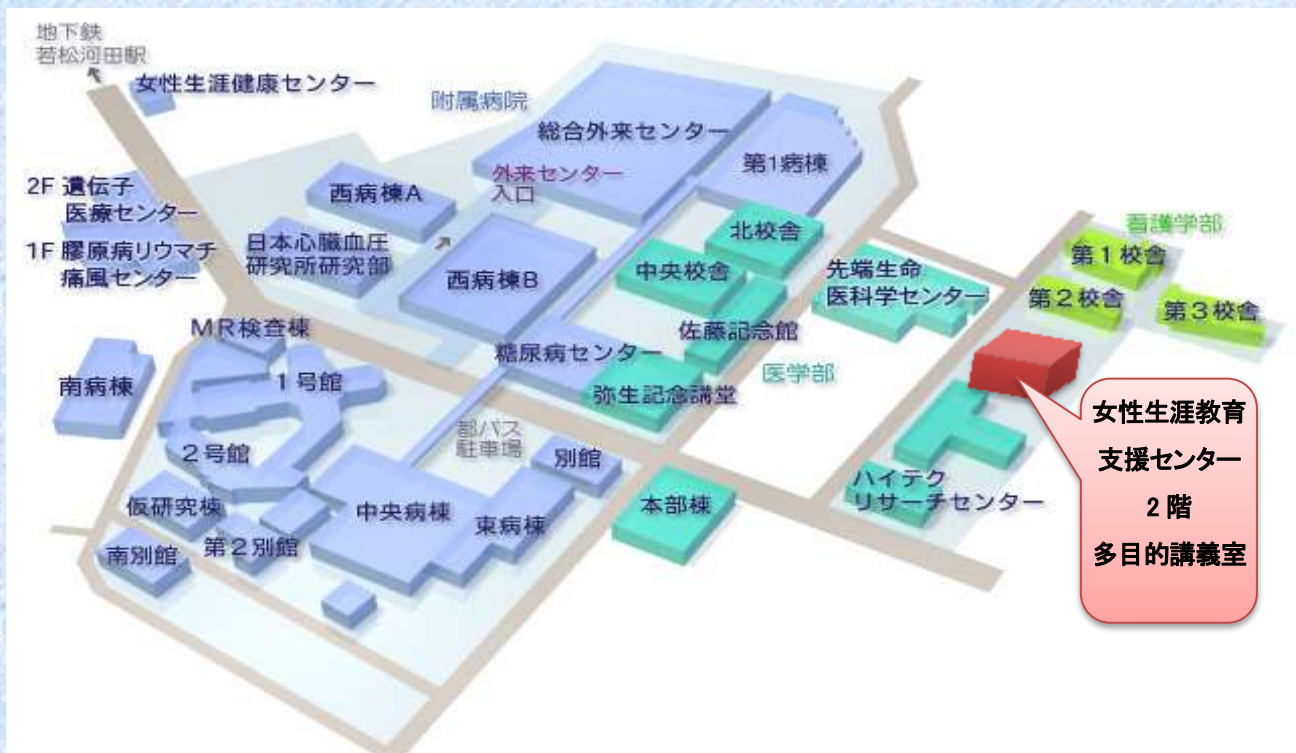 地下鉄
若松河田駅
女性生涯健康センター
附属病院
総合外来センター
第1病棟
外来センター
入口
西病棟A
2F 遺伝子
医療センター
1F 膠原病リウマチ
痛風センター
日本心臓血圧
研究所研究部
西病棟B
北校舎
中央校舎
佐藤記念館
先端生命
医科学センター
看護学部
第1校舎
第2校舎
第3校舎
MR検査棟
糖尿病センター
医学部
弥生記念講堂
南病棟
1号館
2号館
都バス
駐車場
別館
仮研究棟
中央病棟
東病棟
本部棟
第2別館
南別館
ハイテク
リサーチセンター
女性生涯教育
支援センター
2階
多目的講義室